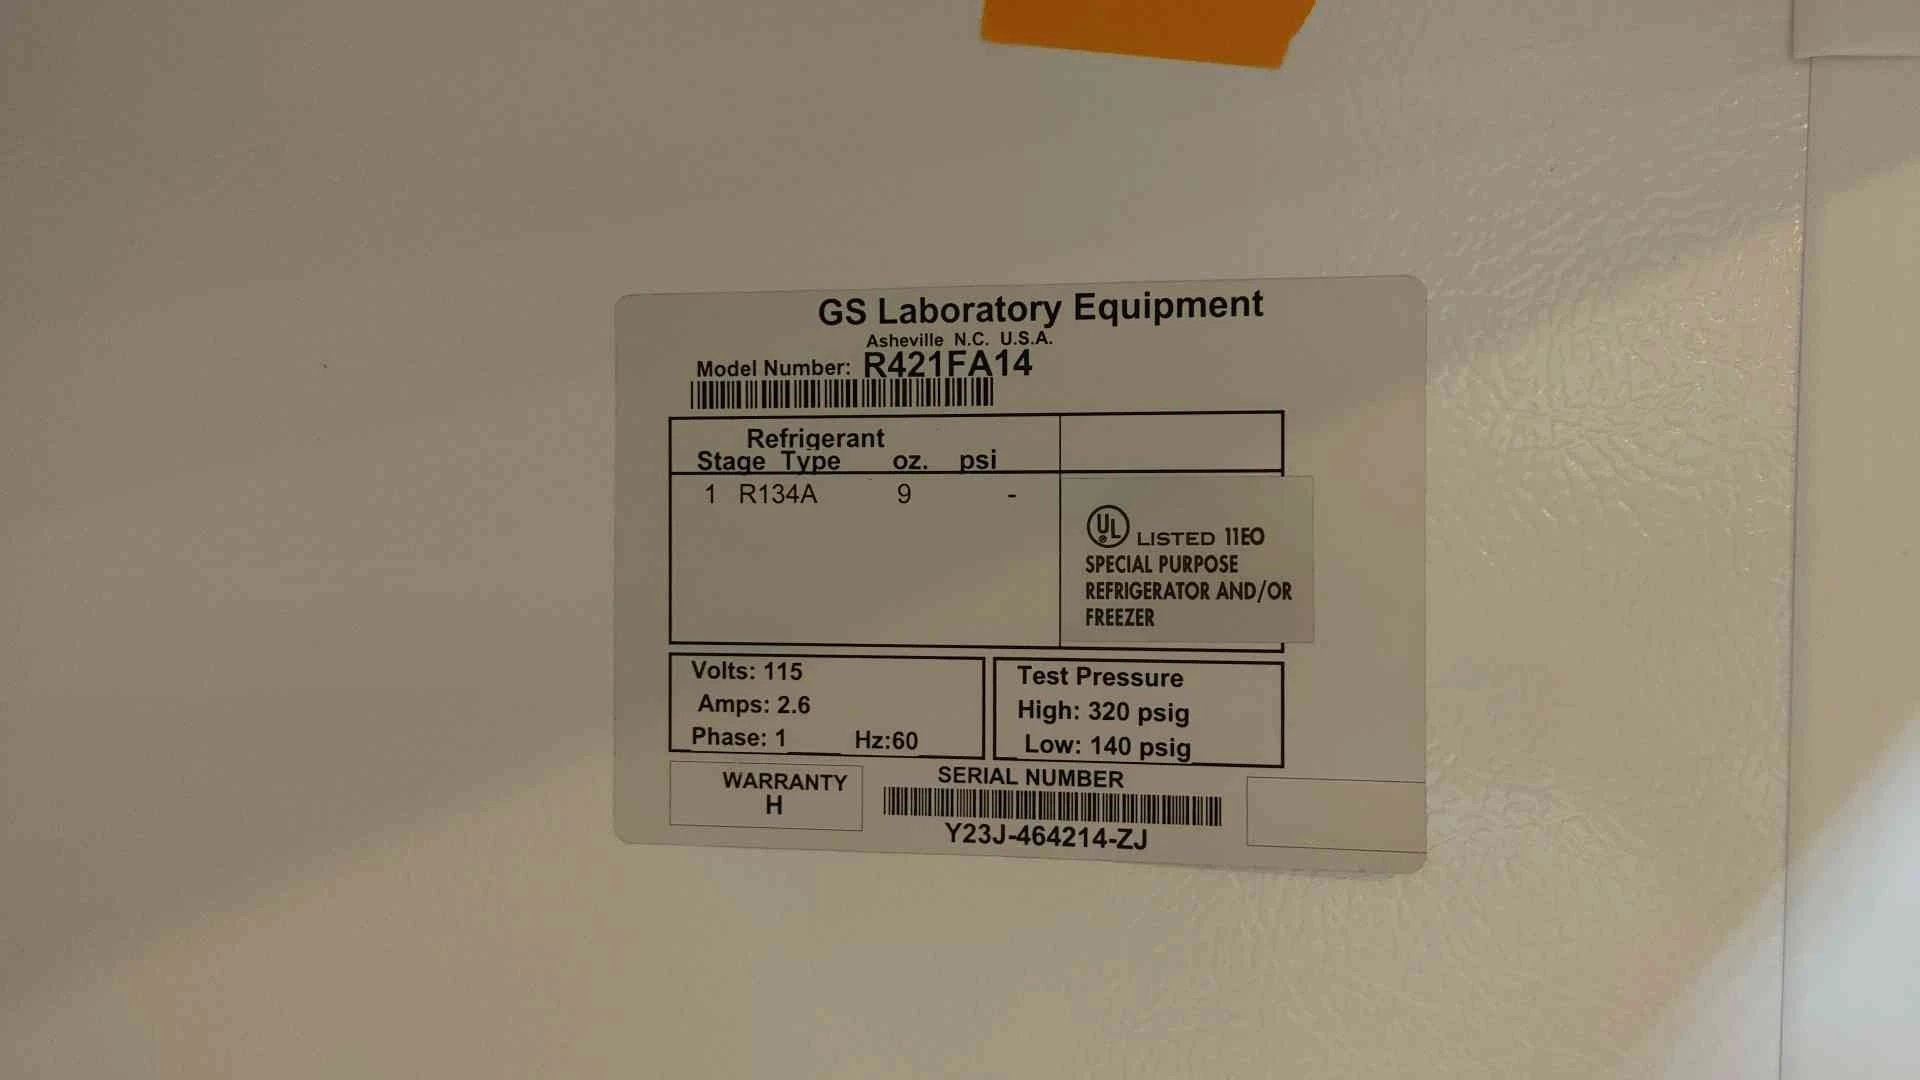 GS Laboratory Equipment
Asheville N.C. U.S.A.
Model Number: R421FA14
Refrigerant
Stage Type oz. psi
1 R134A 9 -
UL LISTED 11EO
SPECIAL PURPOSE
REFRIGERATOR AND/OR
FREEZER
Volts: 115
Amps: 2.6
Phase: 1 Hz:60
Test Pressure
High: 320 psig
Low: 140 psig
WARRANTY
H
SERIAL NUMBER
Y23J-464214-ZJ